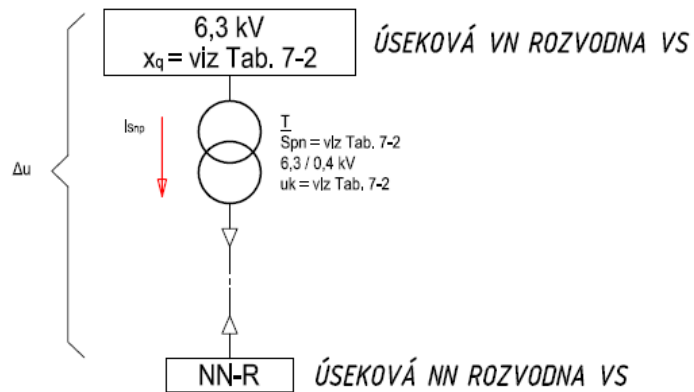 6,3 kV
xq = viz Tab. 7-2
ÚSEKOVÁ VN ROZVODNA VS
ISnp
T
Spn = viz Tab. 7-2
6,3 / 0,4 kV
uk = viz Tab. 7-2
Δu
NN-R
ÚSEKOVÁ NN ROZVODNA VS